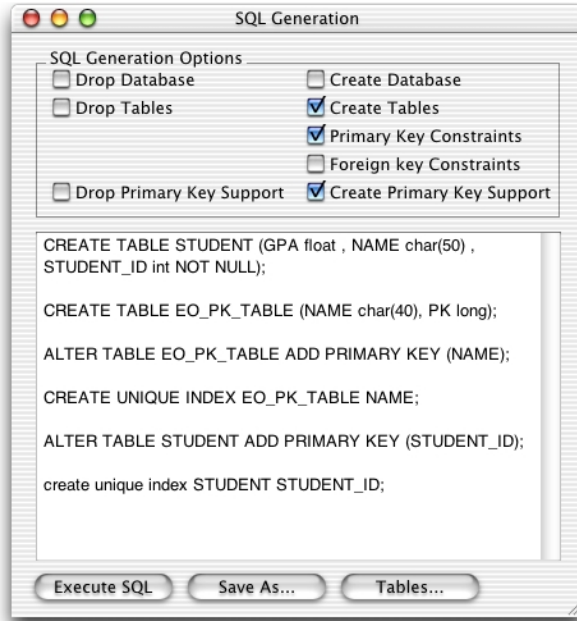 SQL Generation
SQL Generation Options
Drop Database
Create Database
Drop Tables
Create Tables
Primary Key Constraints
Foreign key Constraints
Drop Primary Key Support
Create Primary Key Support
CREATE TABLE STUDENT (GPA float , NAME char(50) ,
STUDENT_ID int NOT NULL);
CREATE TABLE EO_PK_TABLE (NAME char(40), PK long);
ALTER TABLE EO_PK_TABLE ADD PRIMARY KEY (NAME);
CREATE UNIQUE INDEX EO_PK_TABLE NAME;
ALTER TABLE STUDENT ADD PRIMARY KEY (STUDENT_ID);
create unique index STUDENT STUDENT_ID;
Execute SQL
Save As...
Tables...